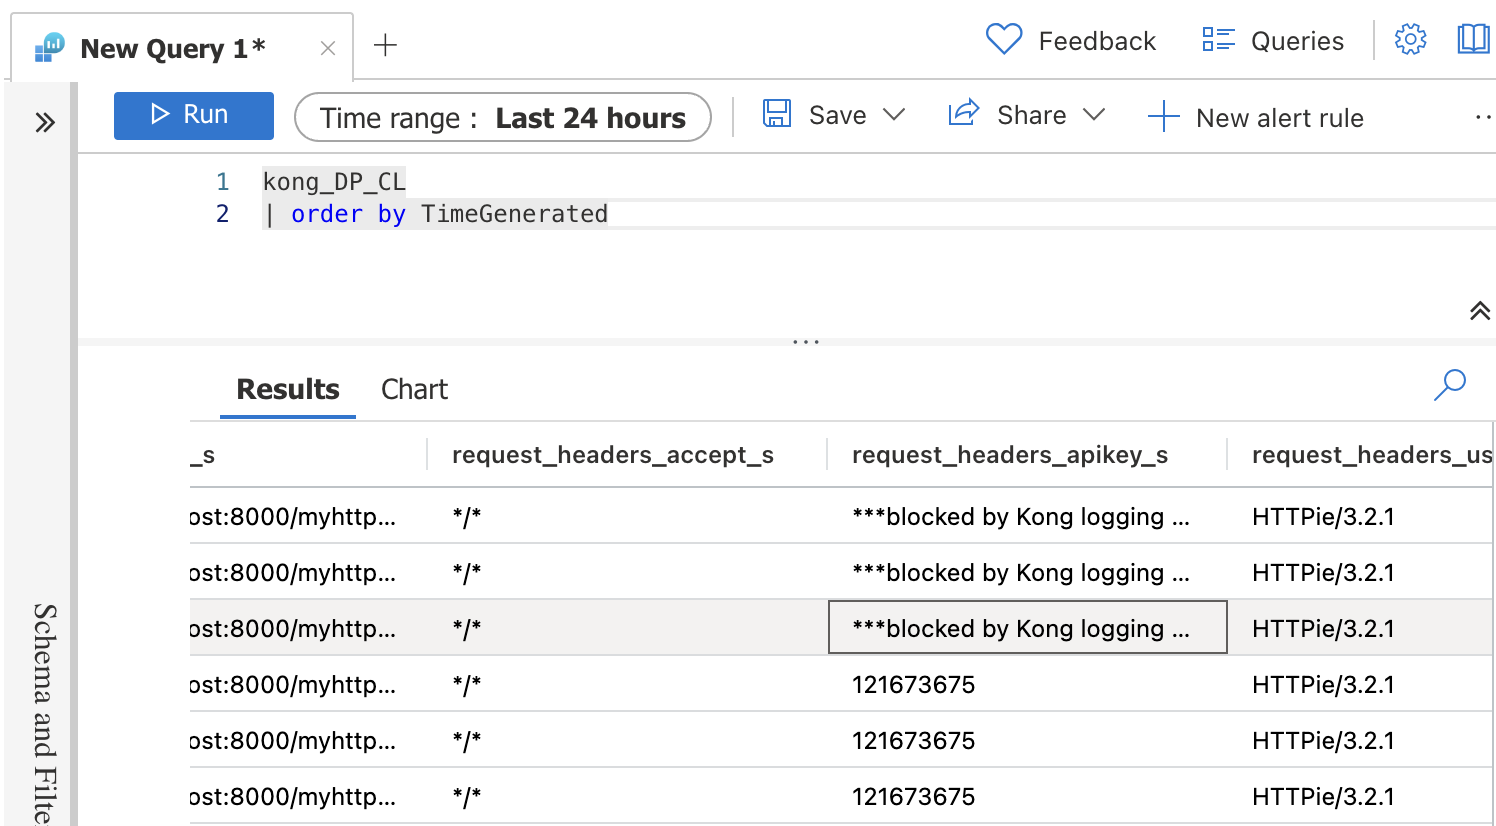 New Query 1*
Feedback
Queries
Run
Time range : Last 24 hours
Save
Share
New alert rule
1 kong_DP_CL
2 | order by TimeGenerated
Results Chart
_s request_headers_accept_s request_headers_apikey_s request_headers_us
ost:8000/myhttp... */* ***blocked by Kong logging ... HTTPie/3.2.1
ost:8000/myhttp... */* ***blocked by Kong logging ... HTTPie/3.2.1
ost:8000/myhttp... */* ***blocked by Kong logging ... HTTPie/3.2.1
ost:8000/myhttp... */* 121673675 HTTPie/3.2.1
ost:8000/myhttp... */* 121673675 HTTPie/3.2.1
ost:8000/myhttp... */* 121673675 HTTPie/3.2.1
Schema and Filte